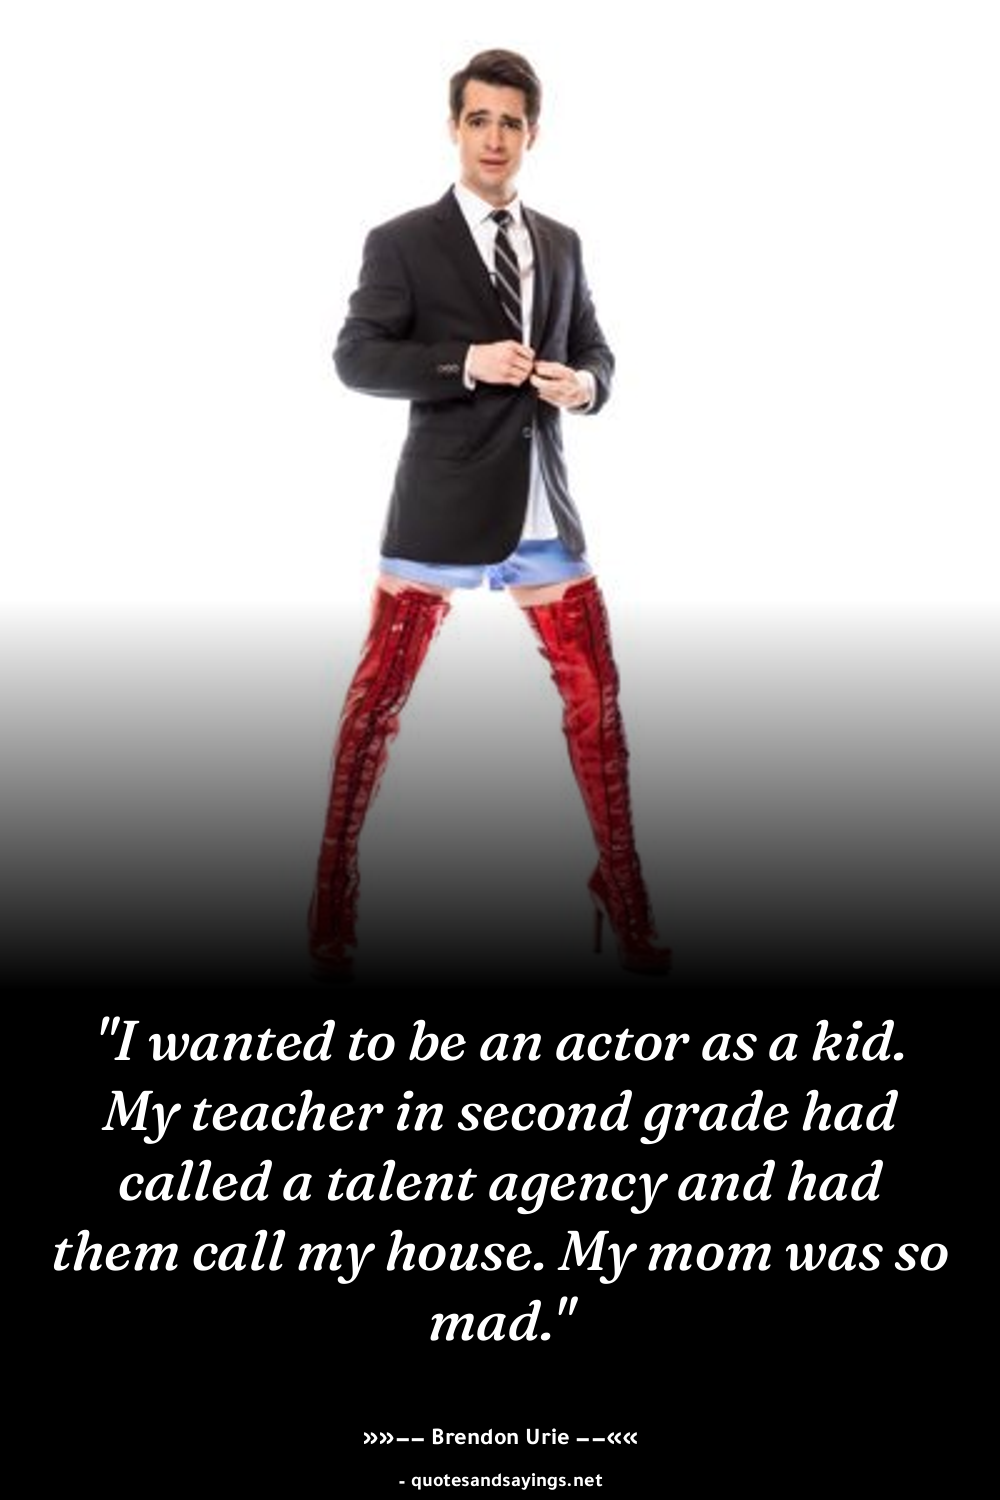 "I wanted to be an actor as a kid.
My teacher in second grade had
called a talent agency and had
them call my house. My mom was so
mad."
»»–– Brendon Urie ––««
- quotesandsayings.net